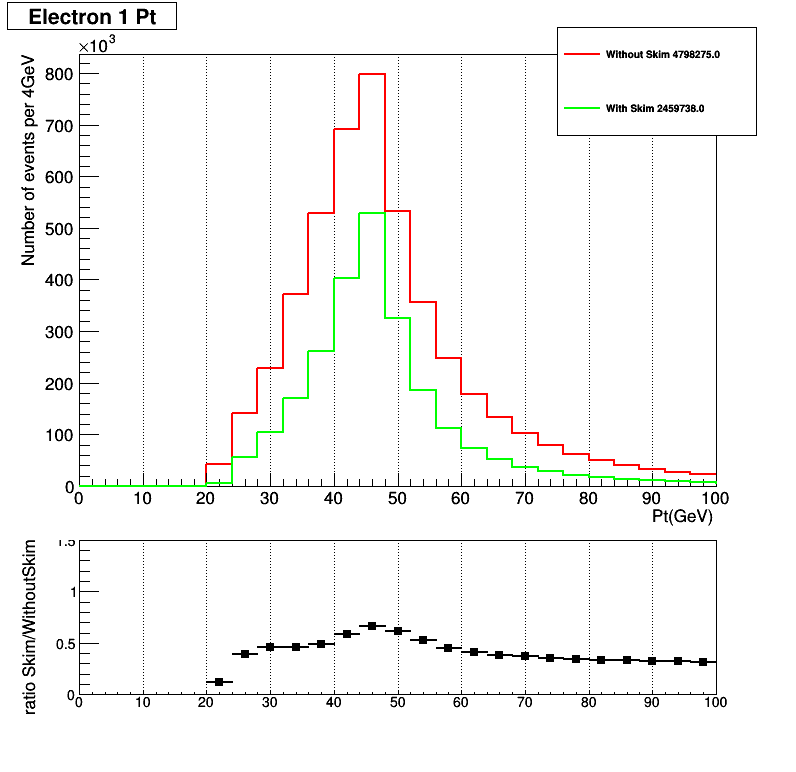 Electron 1 Pt
×10³
Number of events per 4GeV
800
700
600
500
400
300
200
100
0
0 10 20 30 40 50 60 70 80 90 100
Pt(GeV)
Without Skim 4798275.0
With Skim 2459738.0
ratio Skim/WithoutSkim
1.5
1
0.5
0
0 10 20 30 40 50 60 70 80 90 100